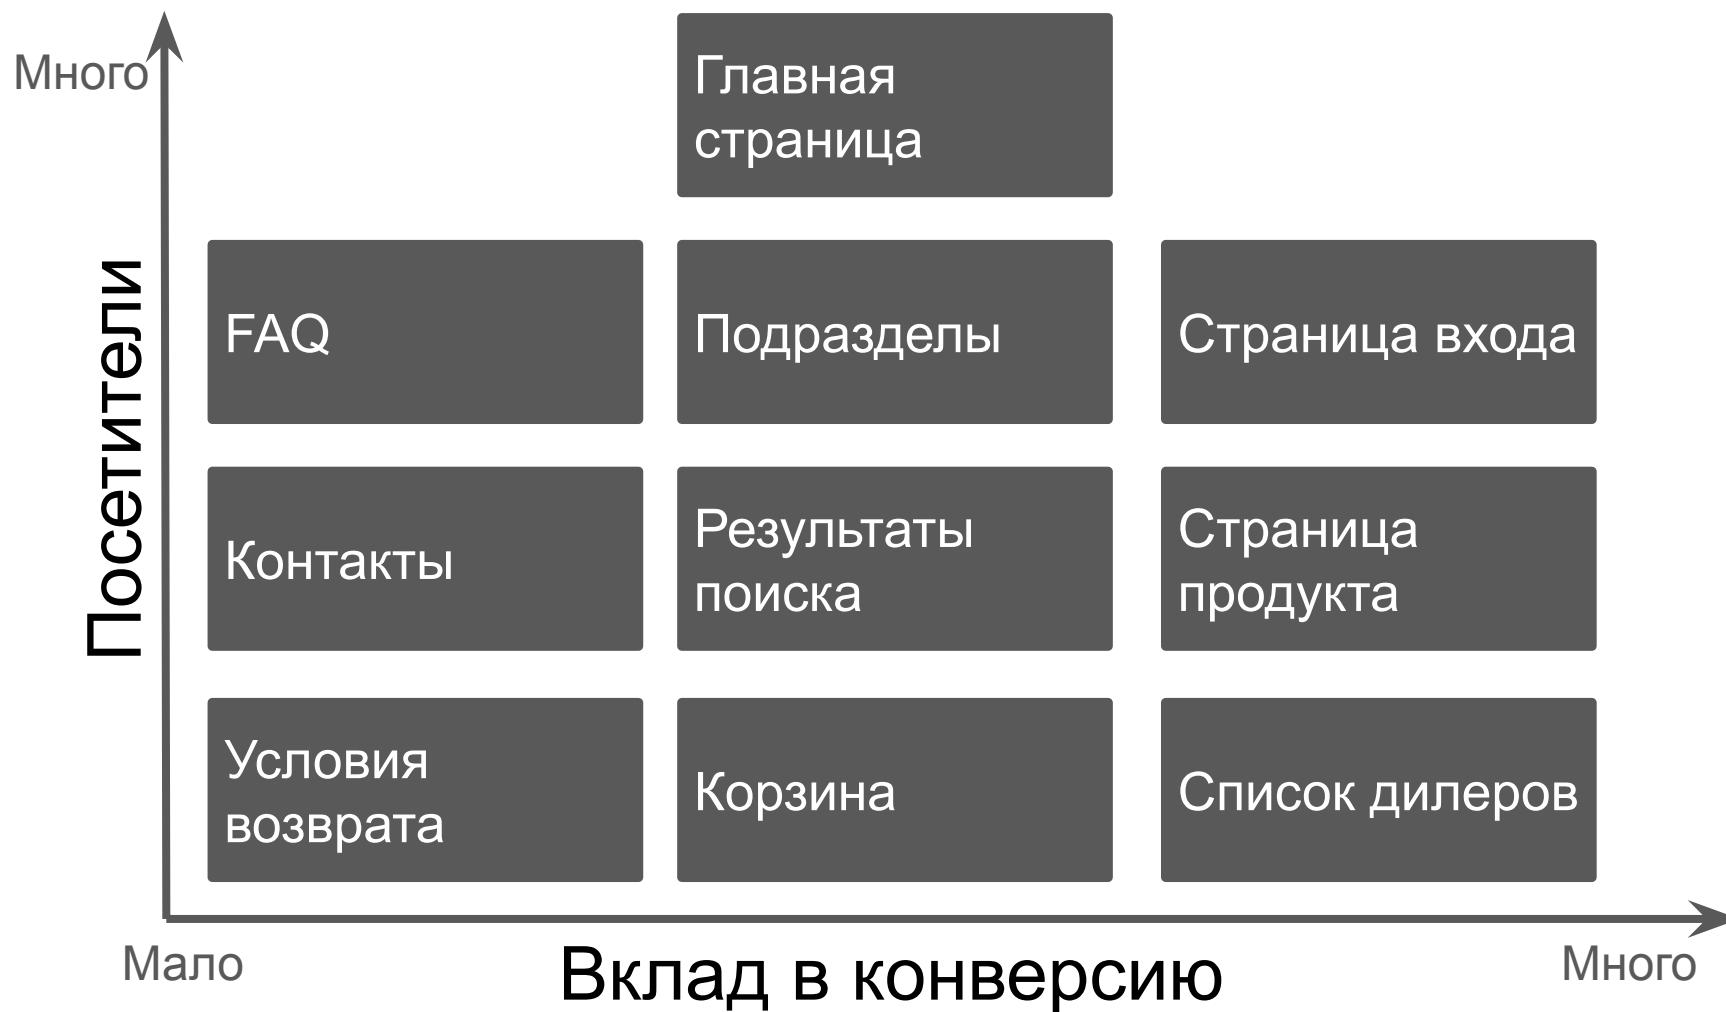 Много
Главная
страница
Посетители
FAQ
Подразделы
Страница входа
Контакты
Результаты
поиска
Страница
продукта
Условия
возврата
Корзина
Список дилеров
Мало
Вклад в конверсию
Много